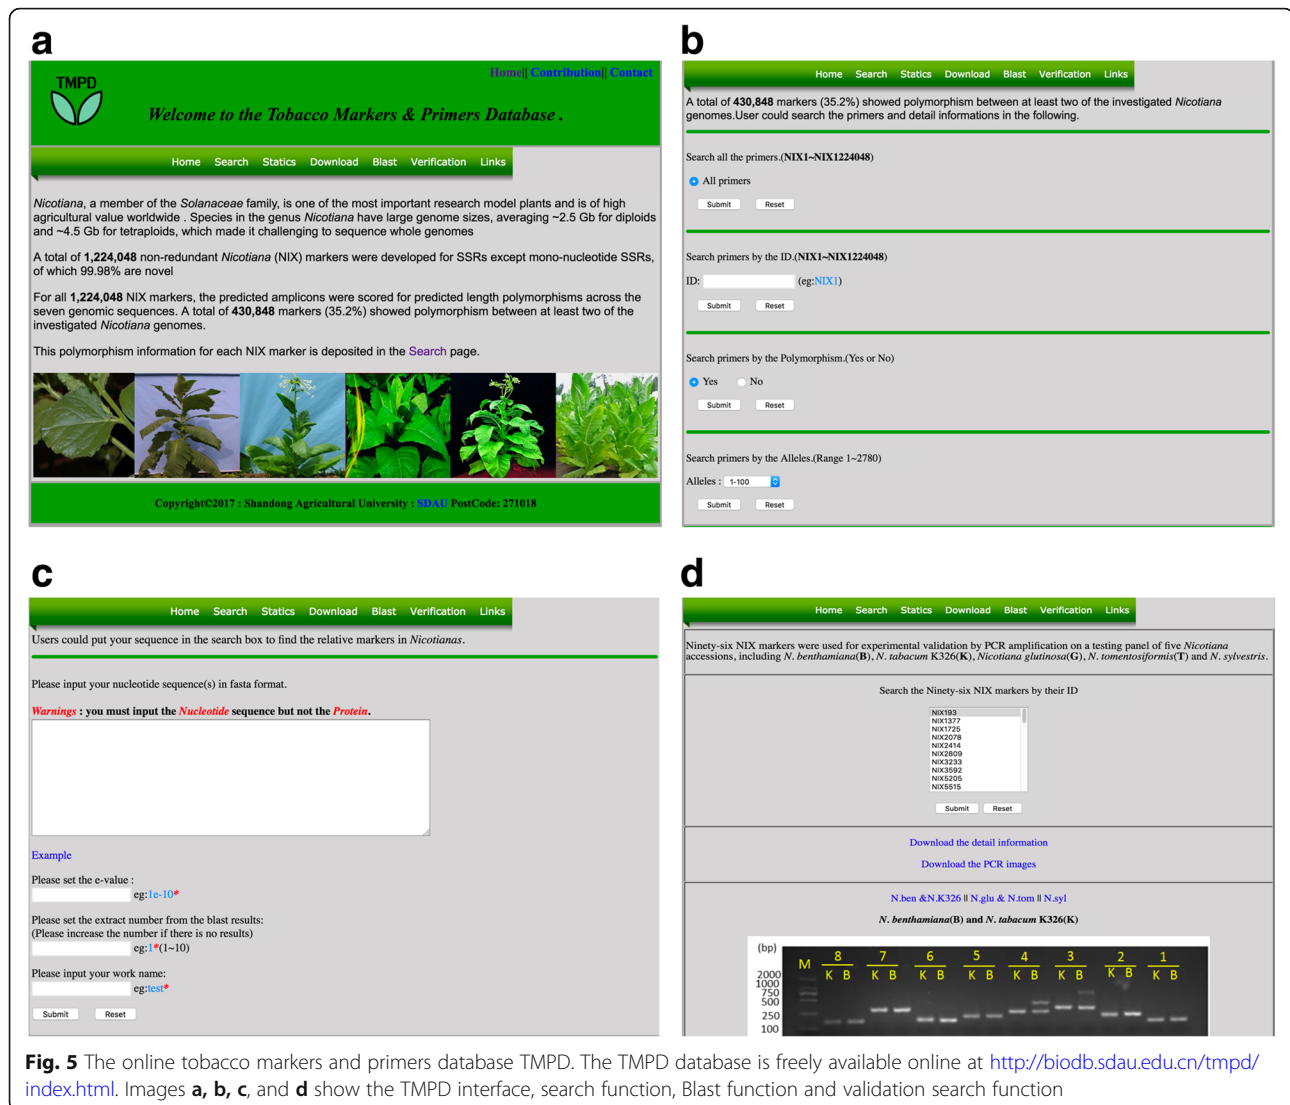 a
TMPD
Home|| Contribution|| Contact
Welcome to the Tobacco Markers & Primers Database .
Home Search Statics Download Blast Verification Links
Nicotiana, a member of the Solanaceae family, is one of the most important research model plants and is of high
agricultural value worldwide . Species in the genus Nicotiana have large genome sizes, averaging ~2.5 Gb for diploids
and ~4.5 Gb for tetraploids, which made it challenging to sequence whole genomes
A total of 1,224,048 non-redundant Nicotiana (NIX) markers were developed for SSRs except mono-nucleotide SSRs,
of which 99.98% are novel
For all 1,224,048 NIX markers, the predicted amplicons were scored for predicted length polymorphisms across the
seven genomic sequences. A total of 430,848 markers (35.2%) showed polymorphism between at least two of the
investigated Nicotiana genomes.
This polymorphism information for each NIX marker is deposited in the Search page.
Copyright©2017 : Shandong Agricultural University : SDAU PostCode: 271018
b
Home Search Statics Download Blast Verification Links
A total of 430,848 markers (35.2%) showed polymorphism between at least two of the investigated Nicotiana
genomes.User could search the primers and detail informations in the following.
Search all the primers.(NIX1~NIX1224048)
All primers
Submit Reset
Search primers by the ID.(NIX1~NIX1224048)
ID: (eg:NIX1)
Submit Reset
Search primers by the Polymorphism.(Yes or No)
Yes No
Submit Reset
Search primers by the Alleles.(Range 1~2780)
Alleles : 1-100
Submit Reset
c
Home Search Statics Download Blast Verification Links
Users could put your sequence in the search box to find the relative markers in Nicotianas.
Please input your nucleotide sequence(s) in fasta format.
Warnings : you must input the Nucleotide sequence but not the Protein.
Example
Please set the e-value :
eg:1e-10*
Please set the extract number from the blast results:
(Please increase the number if there is no results)
eg:1*(1~10)
Please input your work name:
eg:test*
Submit Reset
d
Home Search Statics Download Blast Verification Links
Ninety-six NIX markers were used for experimental validation by PCR amplification on a testing panel of five Nicotiana
accessions, including N. benthamiana(B), N. tabacum K326(K), Nicotiana glutinosa(G), N. tomentosiformis(T) and N. sylvestris.
Search the Ninety-six NIX markers by their ID
NIX193
NIX1377
NIX1725
NIX2078
NIX2414
NIX2809
NIX3233
NIX3592
NIX5205
NIX5515
Submit Reset
Download the detail information
Download the PCR images
N.ben &N.K326 || N.glu & N.tom || N.syl
N. benthamiana(B) and N. tabacum K326(K)
(bp) M 8 7 6 5 4 3 2 1
K B K B K B K B K B K B K B K B
2000
1000
750
500
250
100
Fig. 5 The online tobacco markers and primers database TMPD. The TMPD database is freely available online at http://biodb.sdau.edu.cn/tmpd/
index.html. Images a, b, c, and d show the TMPD interface, search function, Blast function and validation search function